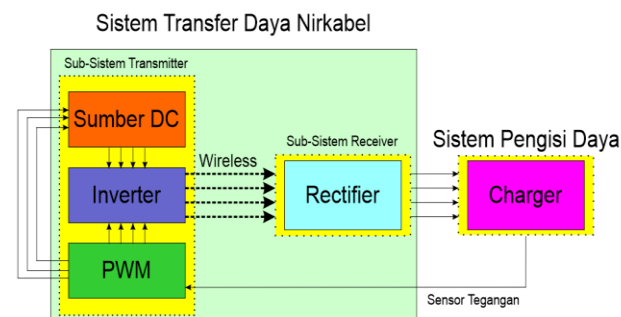 Sistem Transfer Daya Nirkabel
Sub-Sistem Transmitter
Sumber DC
Inverter
PWM
Wireless
Sub-Sistem Receiver
Rectifier
Sistem Pengisi Daya
Charger
Sensor Tegangan